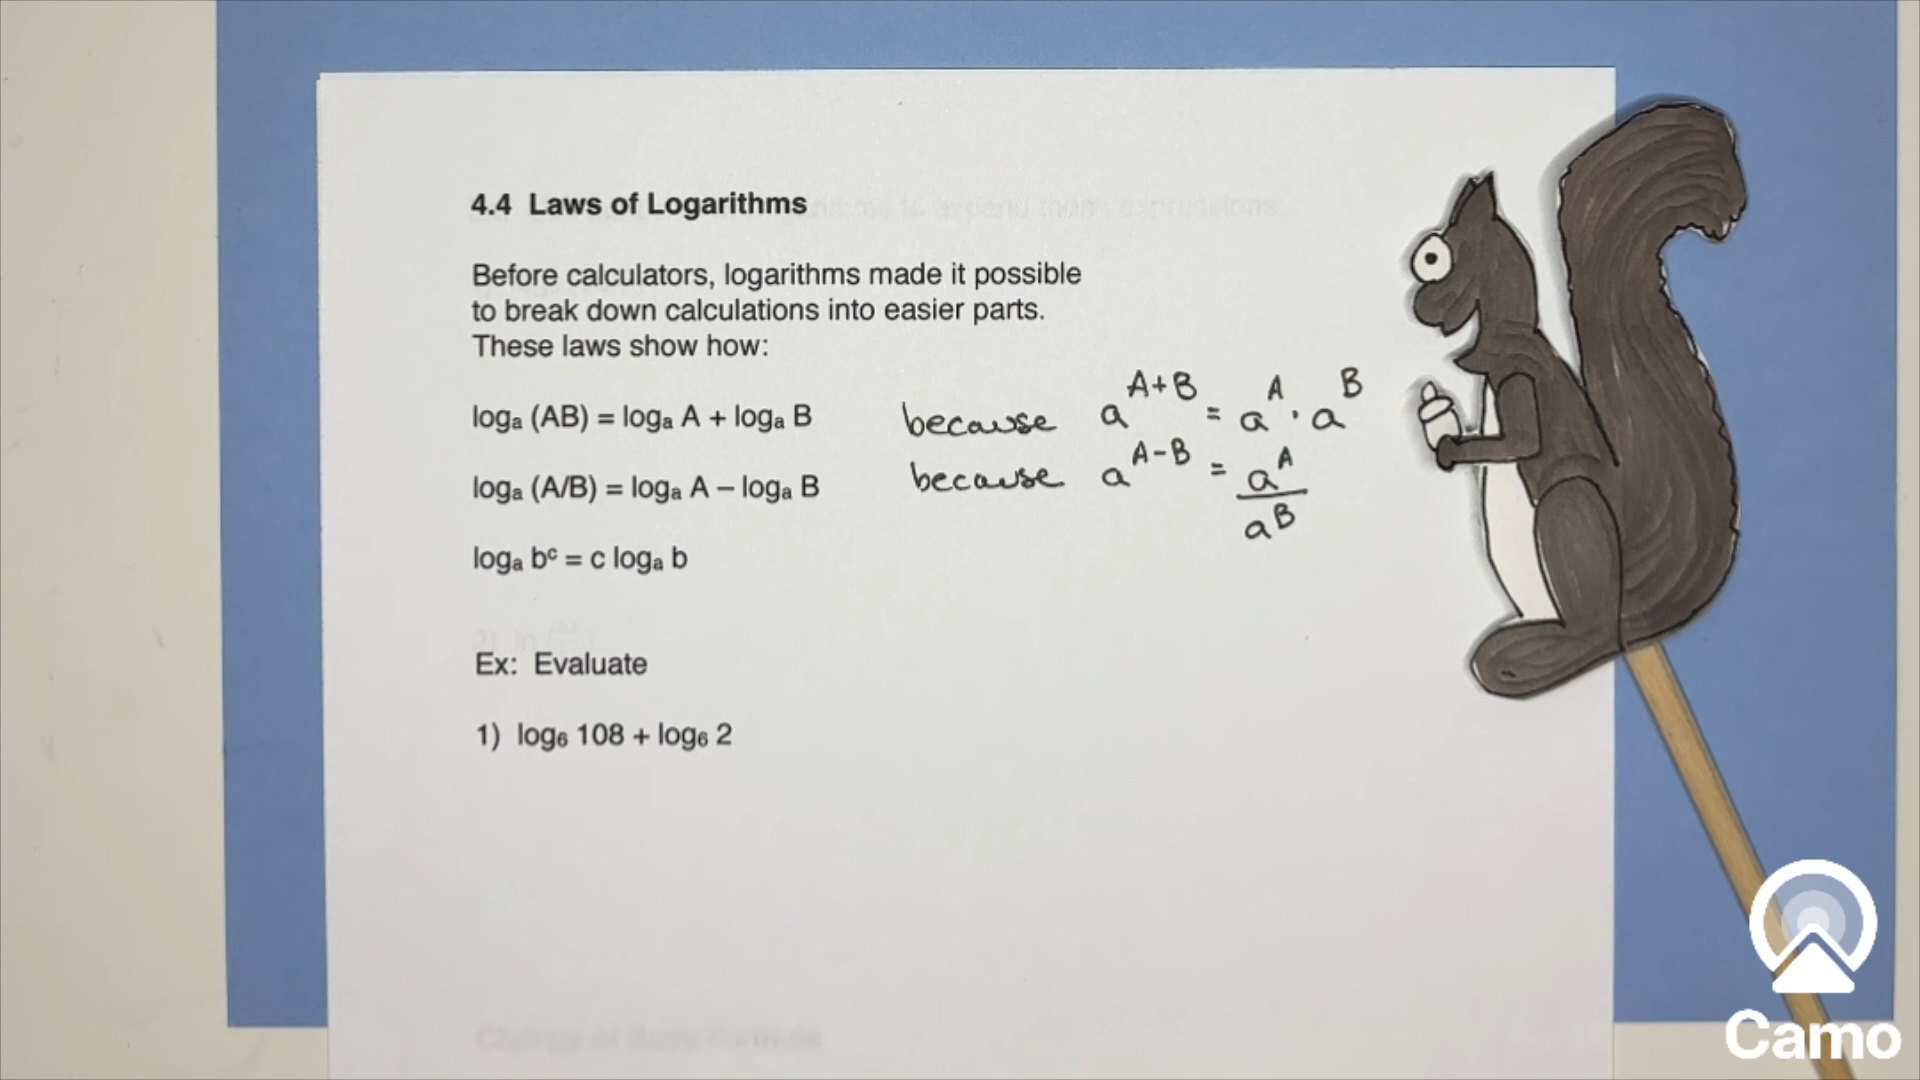 4.4 Laws of Logarithms
Before calculators, logarithms made it possible
to break down calculations into easier parts.
These laws show how:
logₐ (AB) = logₐ A + logₐ B because a^(A+B) = a^A · a^B
logₐ (A/B) = logₐ A – logₐ B because a^(A-B) = a^A / a^B
logₐ bᶜ = c logₐ b
Ex: Evaluate
1) log₆ 108 + log₆ 2
Camo